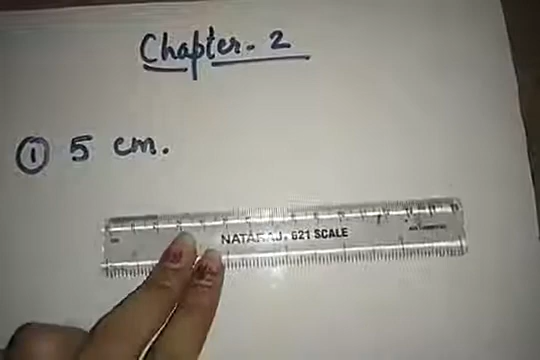 Chapter - 2
① 5 cm.
NATARAJ 621 SCALE